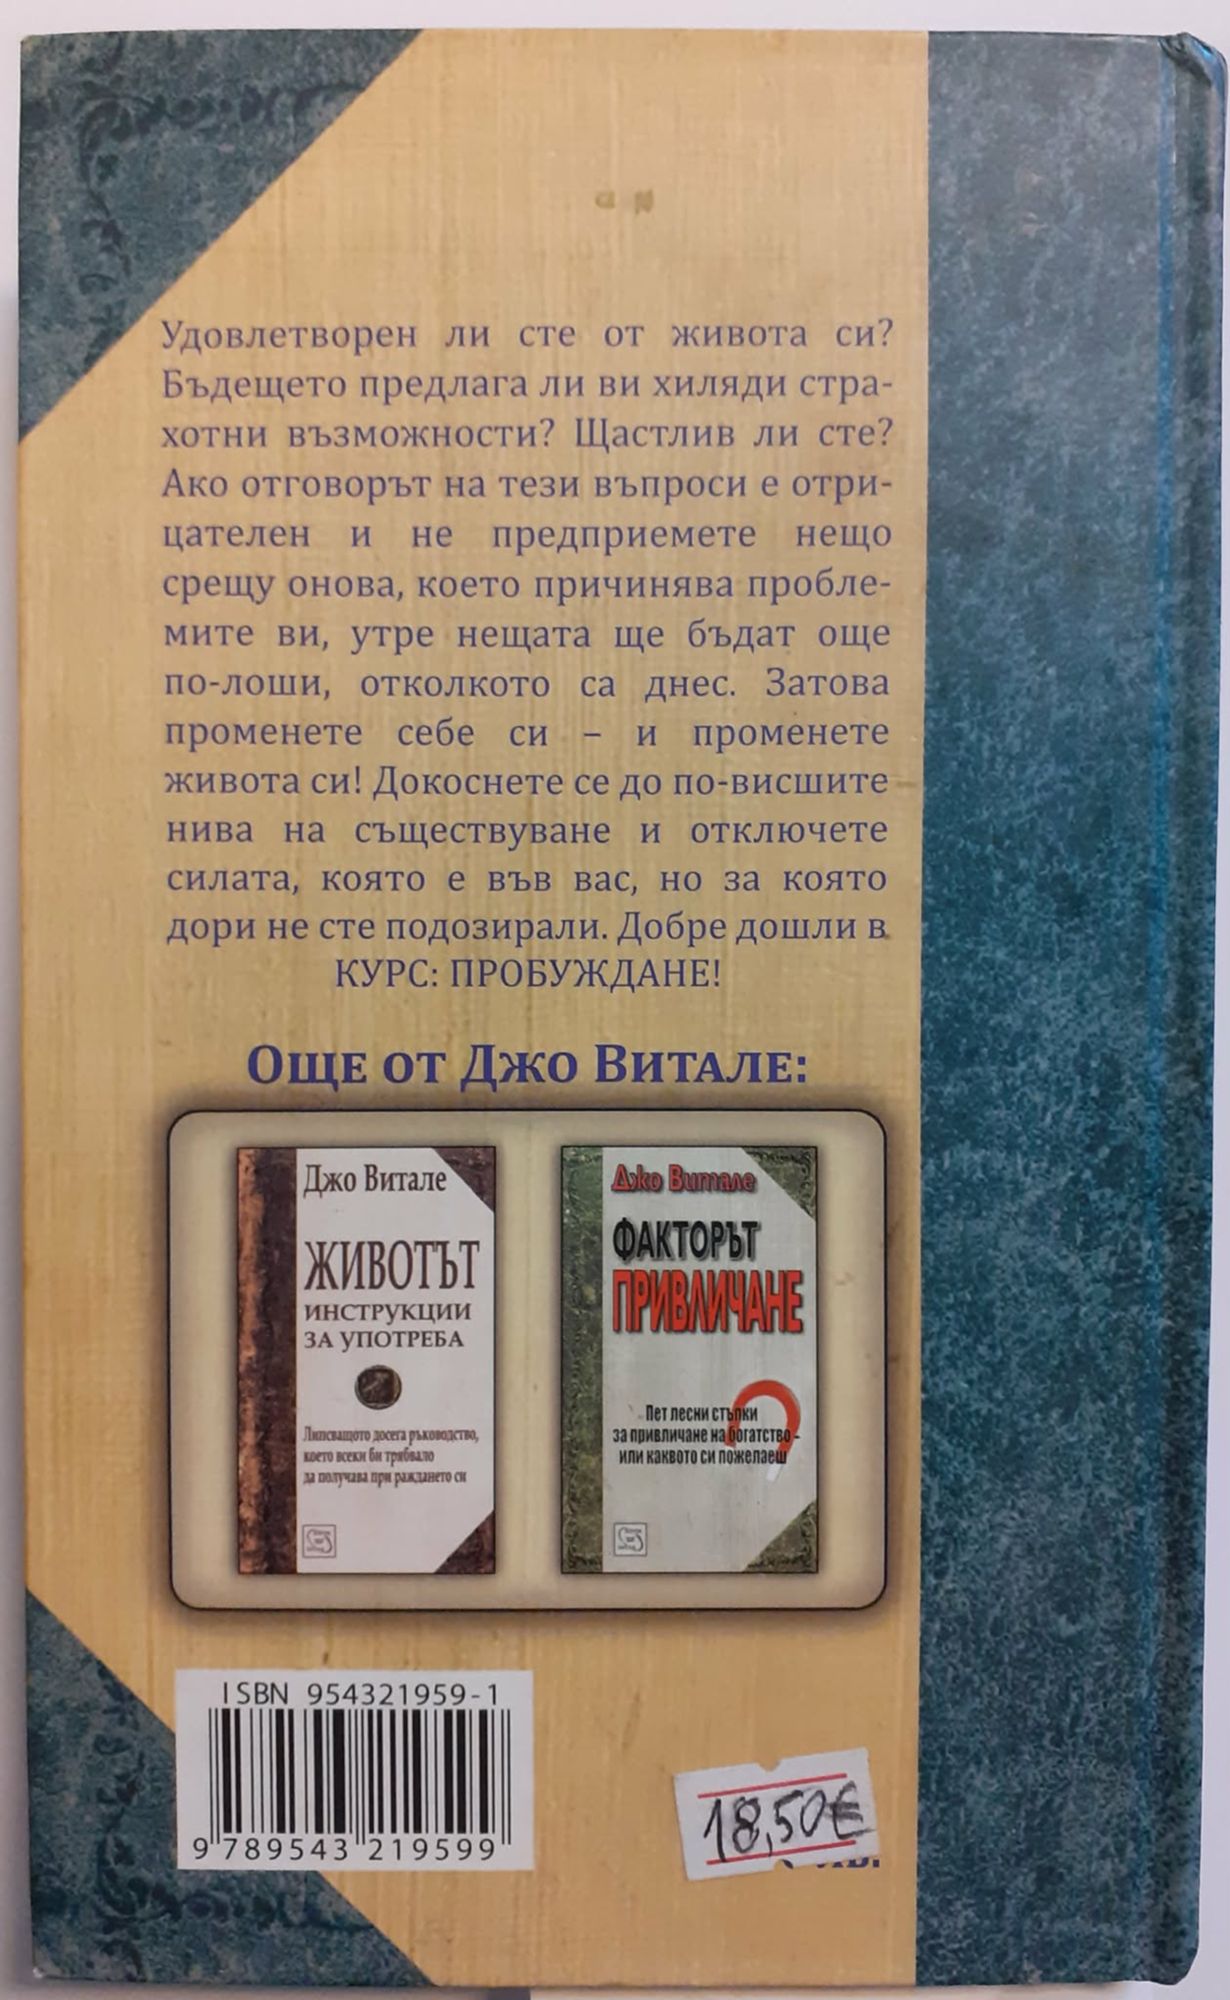 Удовлетворен ли сте от живота си?
Бъдещето предлага ли ви хиляди стра-
хотни възможности? Щастлив ли сте?
Ако отговорът на тези въпроси е отри-
цателен и не предприемете нещо
срещу онова, което причинява пробле-
мите ви, утре нещата ще бъдат още
по-лоши, отколкото са днес. Затова
променете себе си – и променете
живота си! Докоснете се до по-висшите
нива на съществуване и отключете
силата, която е във вас, но за която
дори не сте подозирали. Добре дошли в
КУРС: ПРОБУЖДАНЕ!
ОЩЕ ОТ ДЖО ВИТАЛЕ:
Джо Витале
ЖИВОТЪТ
ИНСТРУКЦИИ
ЗА УПОТРЕБА
Липсващото досега ръководство,
което всеки би трябвало
да получава при раждането си
Джо Витале
ФАКТОРЪТ
ПРИВЛИЧАНЕ
Пет лесни стъпки
за привличане на богатство -
или каквото си пожелаеш
ISBN 954321959-1
9 789543 219599
18,50€
лв.